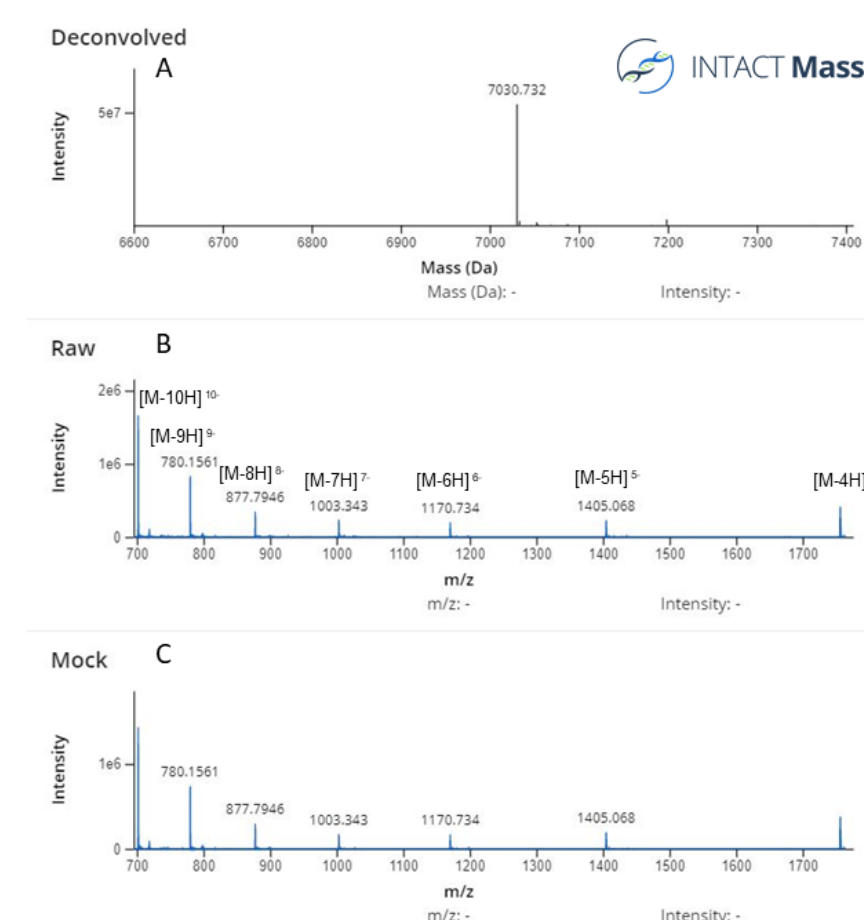 Deconvolved
A
INTACT Mass
7030.732
5e7
Intensity
6600 6700 6800 6900 7000 7100 7200 7300 7400
Mass (Da)
Mass (Da): - Intensity: -
Raw
B
2e6
[M-10H] 10-
[M-9H] 9-
780.1561
[M-8H] 8-
877.7946
[M-7H] 7-
1003.343
[M-6H] 6-
1170.734
[M-5H] 5-
1405.068
[M-4H]
1e6
0
Intensity
700 800 900 1000 1100 1200 1300 1400 1500 1600 1700
m/z
m/z: - Intensity: -
Mock
C
1e6
780.1561
877.7946
1003.343
1170.734
1405.068
0
Intensity
700 800 900 1000 1100 1200 1300 1400 1500 1600 1700
m/z
m/z: - Intensity: -